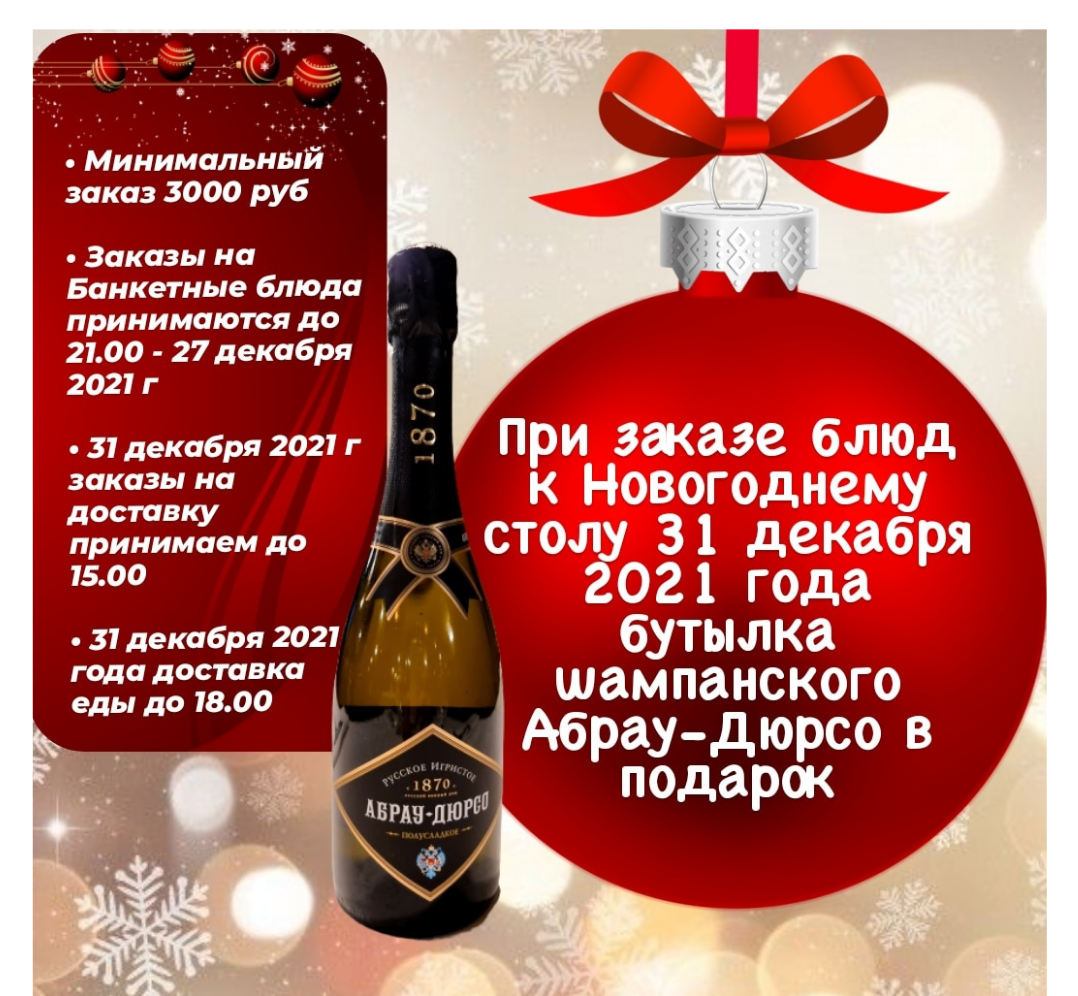 • Минимальный
заказ 3000 руб
• Заказы на
Банкетные блюда
принимаются до
21.00 - 27 декабря
2021 г
• 31 декабря 2021 г
заказы на
доставку
принимаем до
15.00
• 31 декабря 2021
года доставка
еды до 18.00
1870
РУССКОЕ ИГРИСТОЕ
· 1870 ·
АБРАУ-ДЮРСО
ПОЛУСЛАДКОЕ
При заказе блюд
к Новогоднему
столу 31 декабря
2021 года
бутылка
шампанского
Абрау-Дюрсо в
подарок